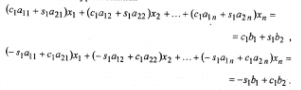 (c₁a₁₁ + s₁a₂₁)x₁ + (c₁a₁₂ + s₁a₂₂)x₂ + ... + (c₁a₁ₙ + s₁a₂ₙ)xₙ =
= c₁b₁ + s₁b₂ ,
(−s₁a₁₁ + c₁a₂₁)x₁ + (−s₁a₁₂ + c₁a₂₂)x₂ + ... + (−s₁a₁ₙ + c₁a₂ₙ)xₙ =
= −s₁b₁ + c₁b₂ .